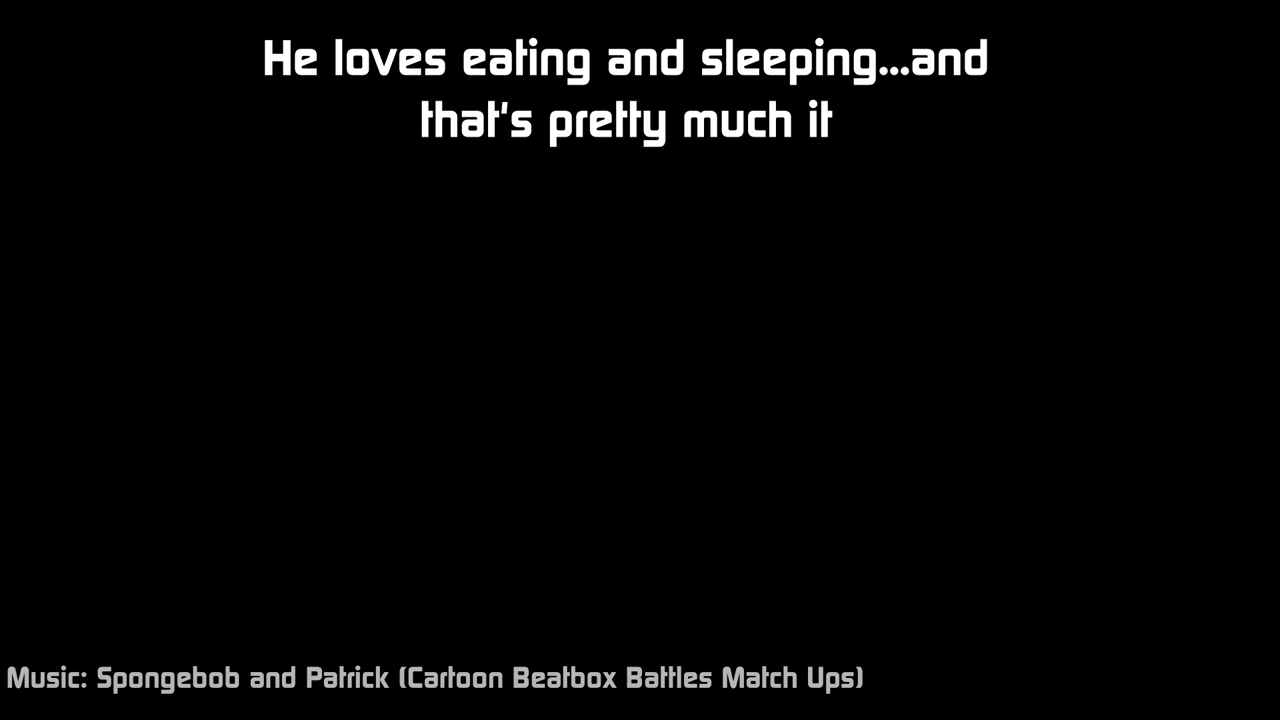 He loves eating and sleeping...and
that's pretty much it
Music: Spongebob and Patrick (Cartoon Beatbox Battles Match Ups)